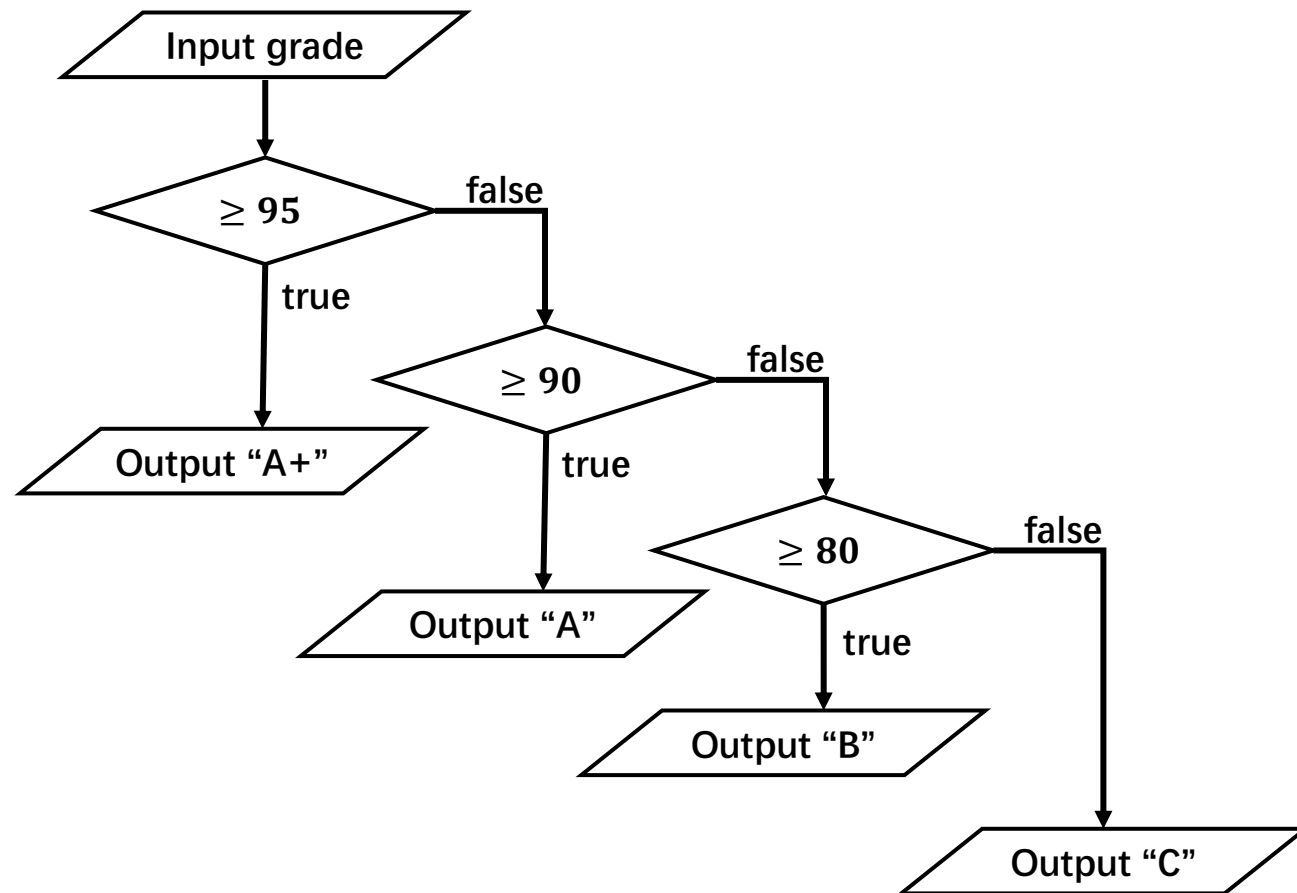 Input grade
≥ 95
false
true
Output “A+”
≥ 90
false
true
Output “A”
≥ 80
false
true
Output “B”
Output “C”